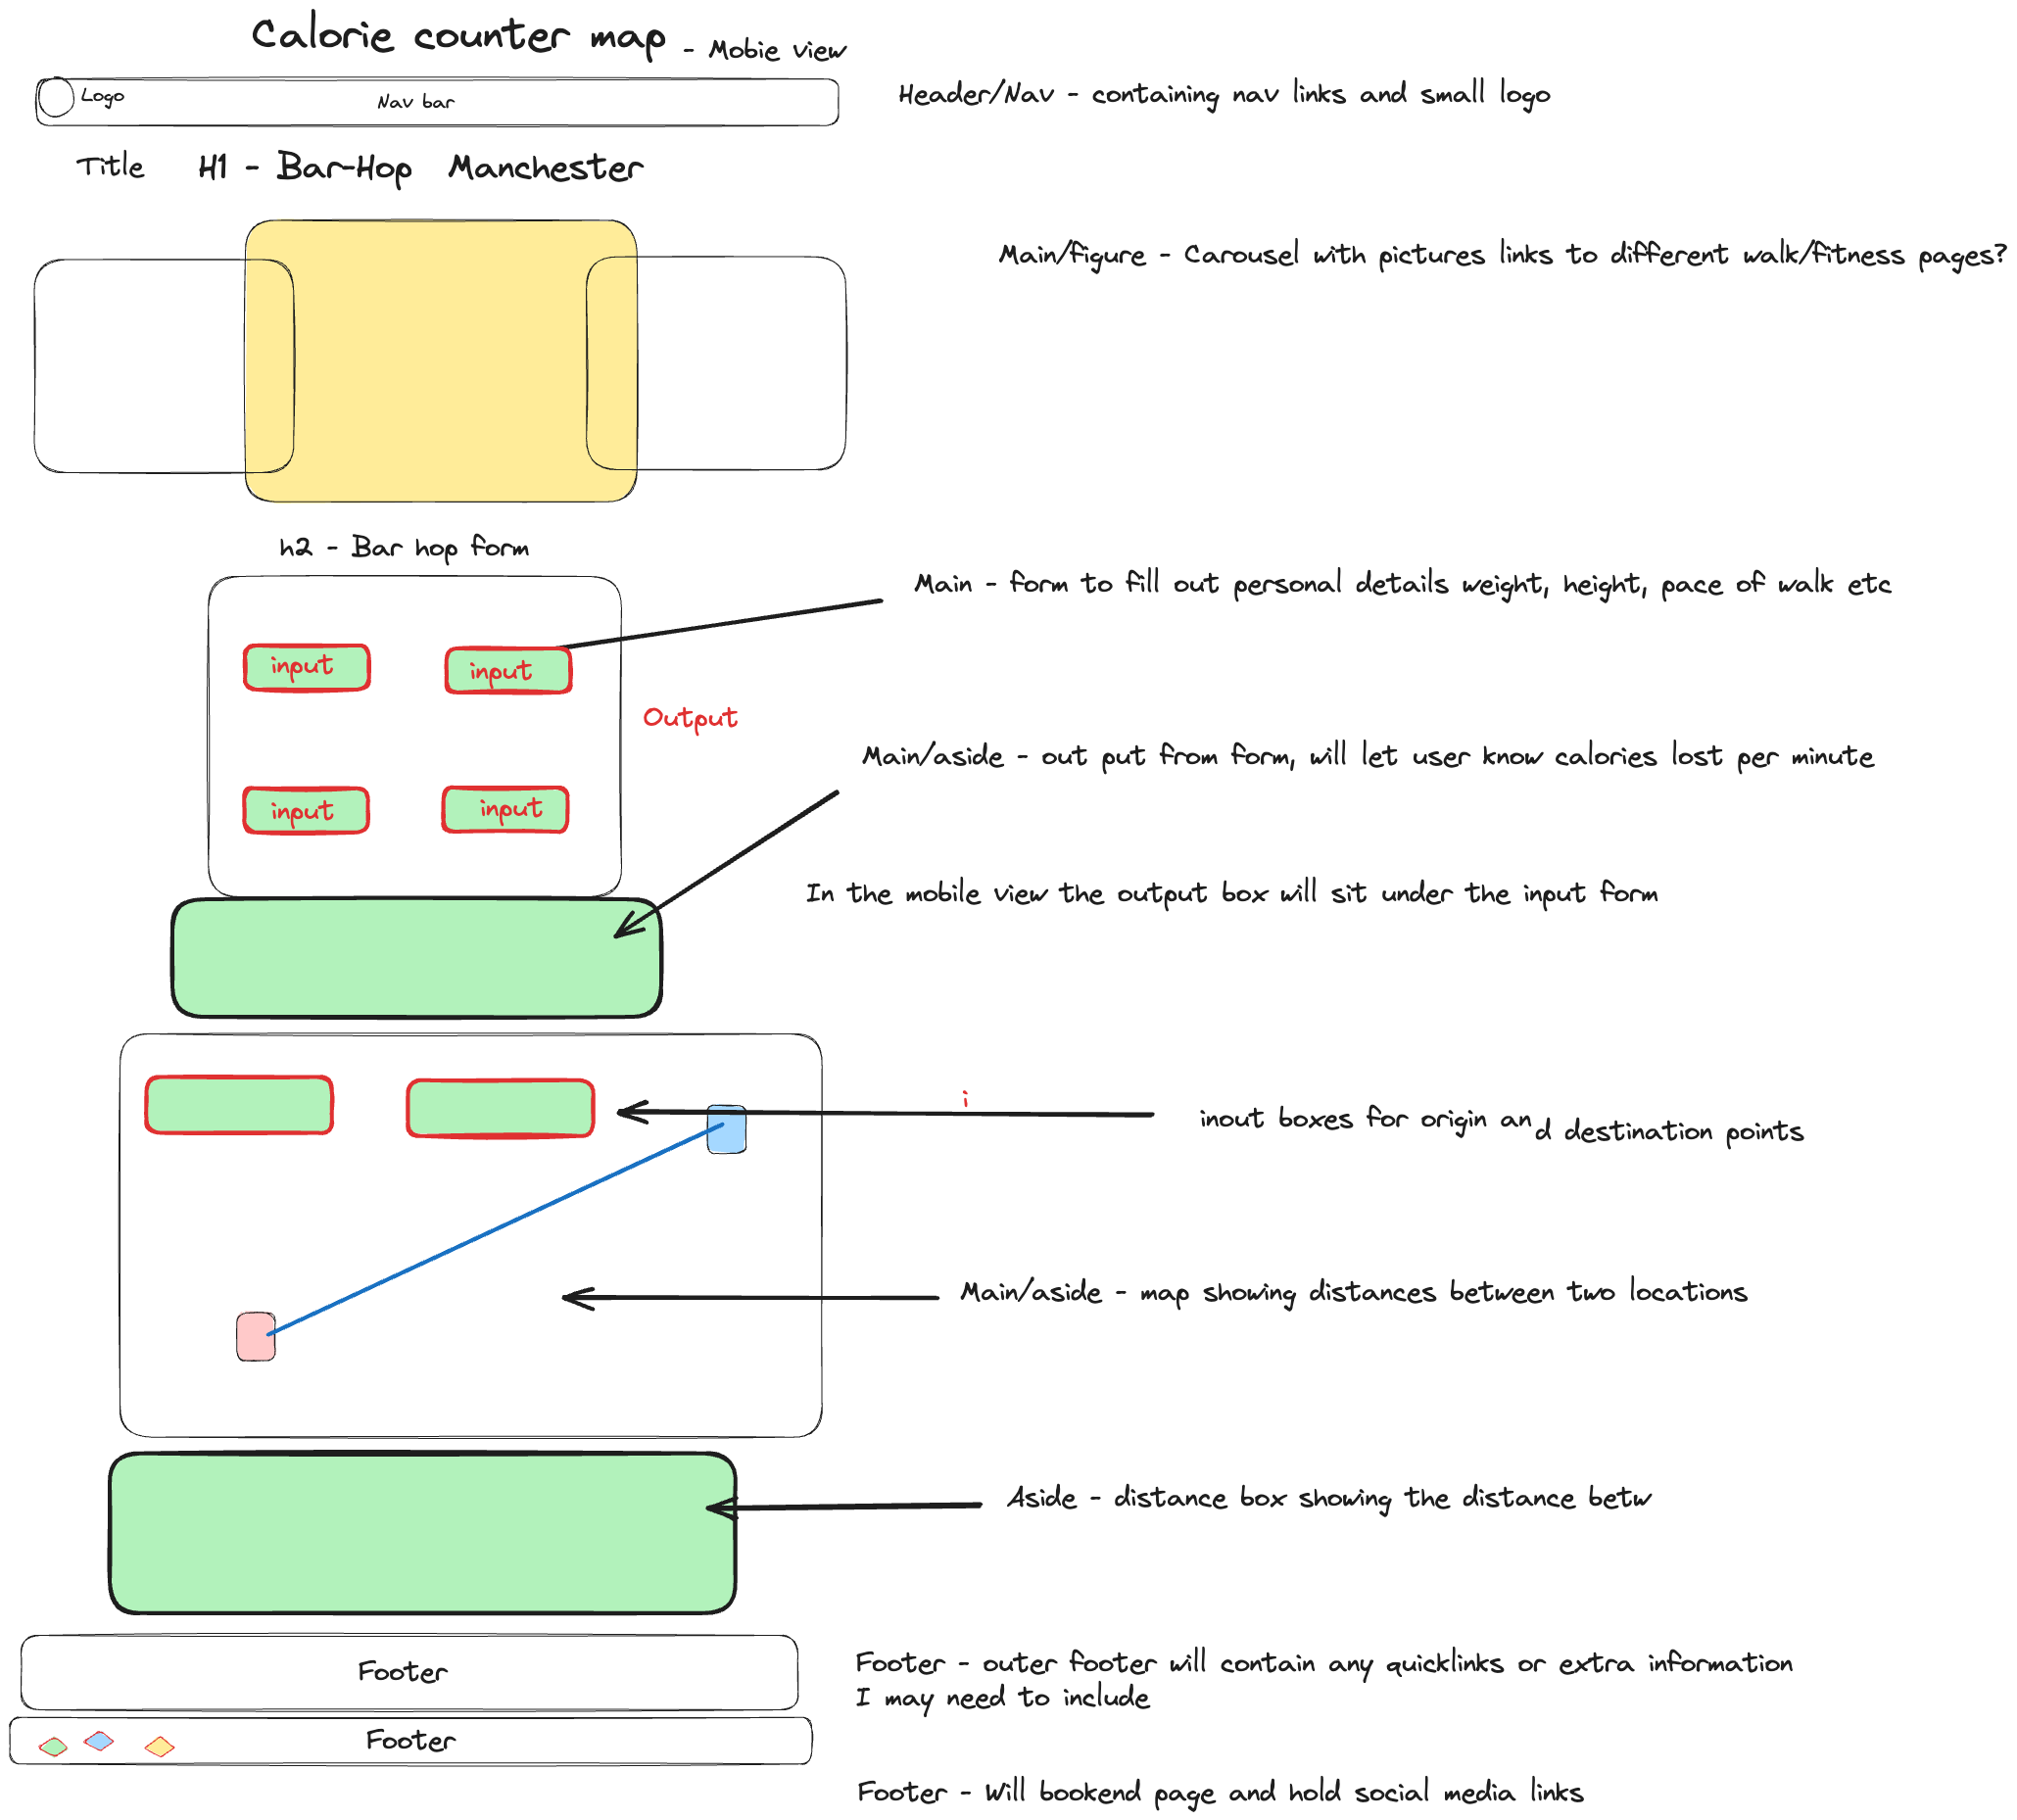 Calorie counter map - Mobie view
Logo
Nav bar
Header/Nav - containing nav links and small logo
Title H1 - Bar-Hop Manchester
Main/figure - Carousel with pictures links to different walk/fitness pages?
h2 - Bar hop form
Main - form to fill out personal details weight, height, pace of walk etc
input
input
Output
Main/aside - out put from form, will let user know calories lost per minute
input
input
In the mobile view the output box will sit under the input form
i
inout boxes for origin and destination points
Main/aside - map showing distances between two locations
Aside - distance box showing the distance betw
Footer
Footer - outer footer will contain any quicklinks or extra information
I may need to include
Footer
Footer - Will bookend page and hold social media links